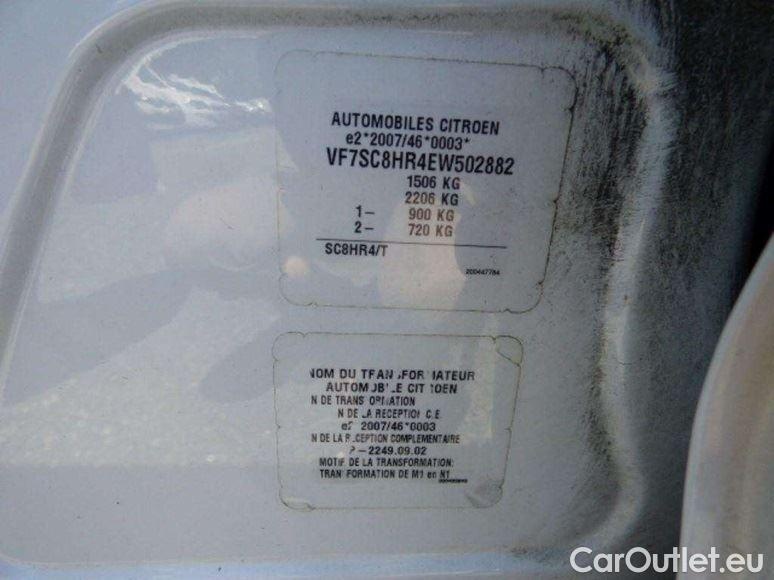 AUTOMOBILES CITROEN
e2*2007/46*0003*
VF7SC8HR4EW502882
1506 KG
2206 KG
1- 900 KG
2- 720 KG
SC8HR4/T
200447784
NOM DU
AUTOMOBILE CITROEN
N DE TRANSFORMATION
N DE LA RECEPTION C.E.
e2 2007/46*0003
N DE LA RECEPTION COMPLEMENTAIRE
-2249.09.02
MOTIF DE LA TRANSFORMATION:
TRANSFORMATION DE M1 en N1
CarOutlet.eu